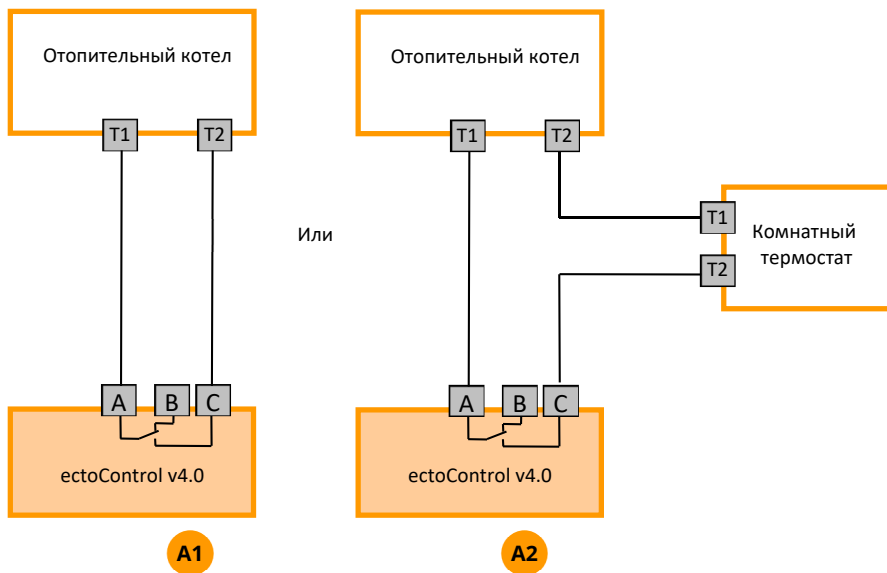 Отопительный котел
T1
T2
A
B
C
ectoControl v4.0
A1
Или
Отопительный котел
T1
T2
T1
T2
Комнатный
термостат
A
B
C
ectoControl v4.0
A2